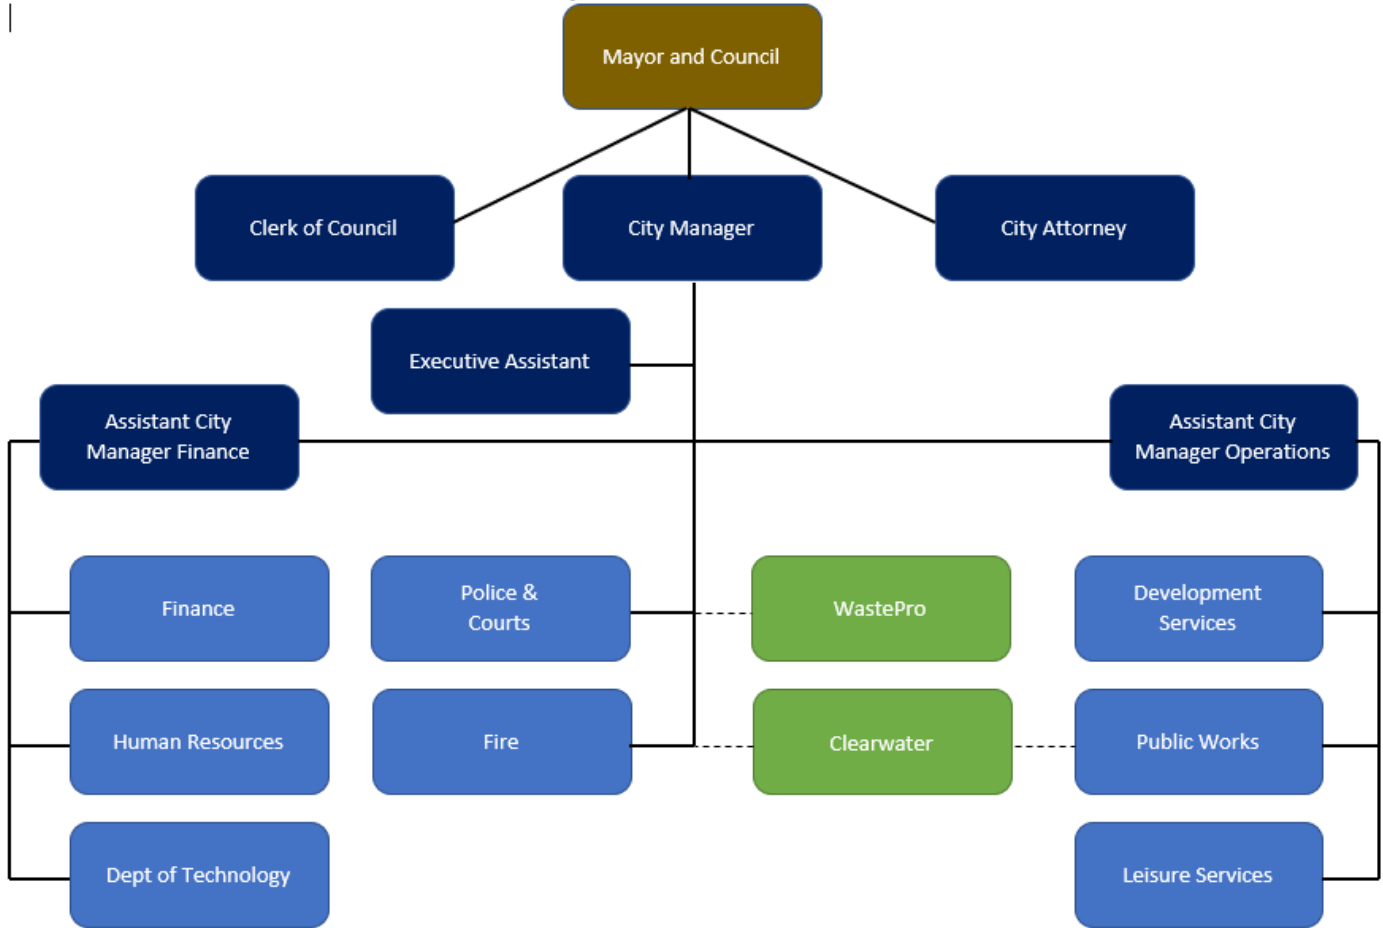 Mayor and Council
Clerk of Council
City Manager
City Attorney
Executive Assistant
Assistant City
Manager Finance
Assistant City
Manager Operations
Finance
Police &
Courts
WastePro
Development
Services
Human Resources
Fire
Clearwater
Public Works
Dept of Technology
Leisure Services